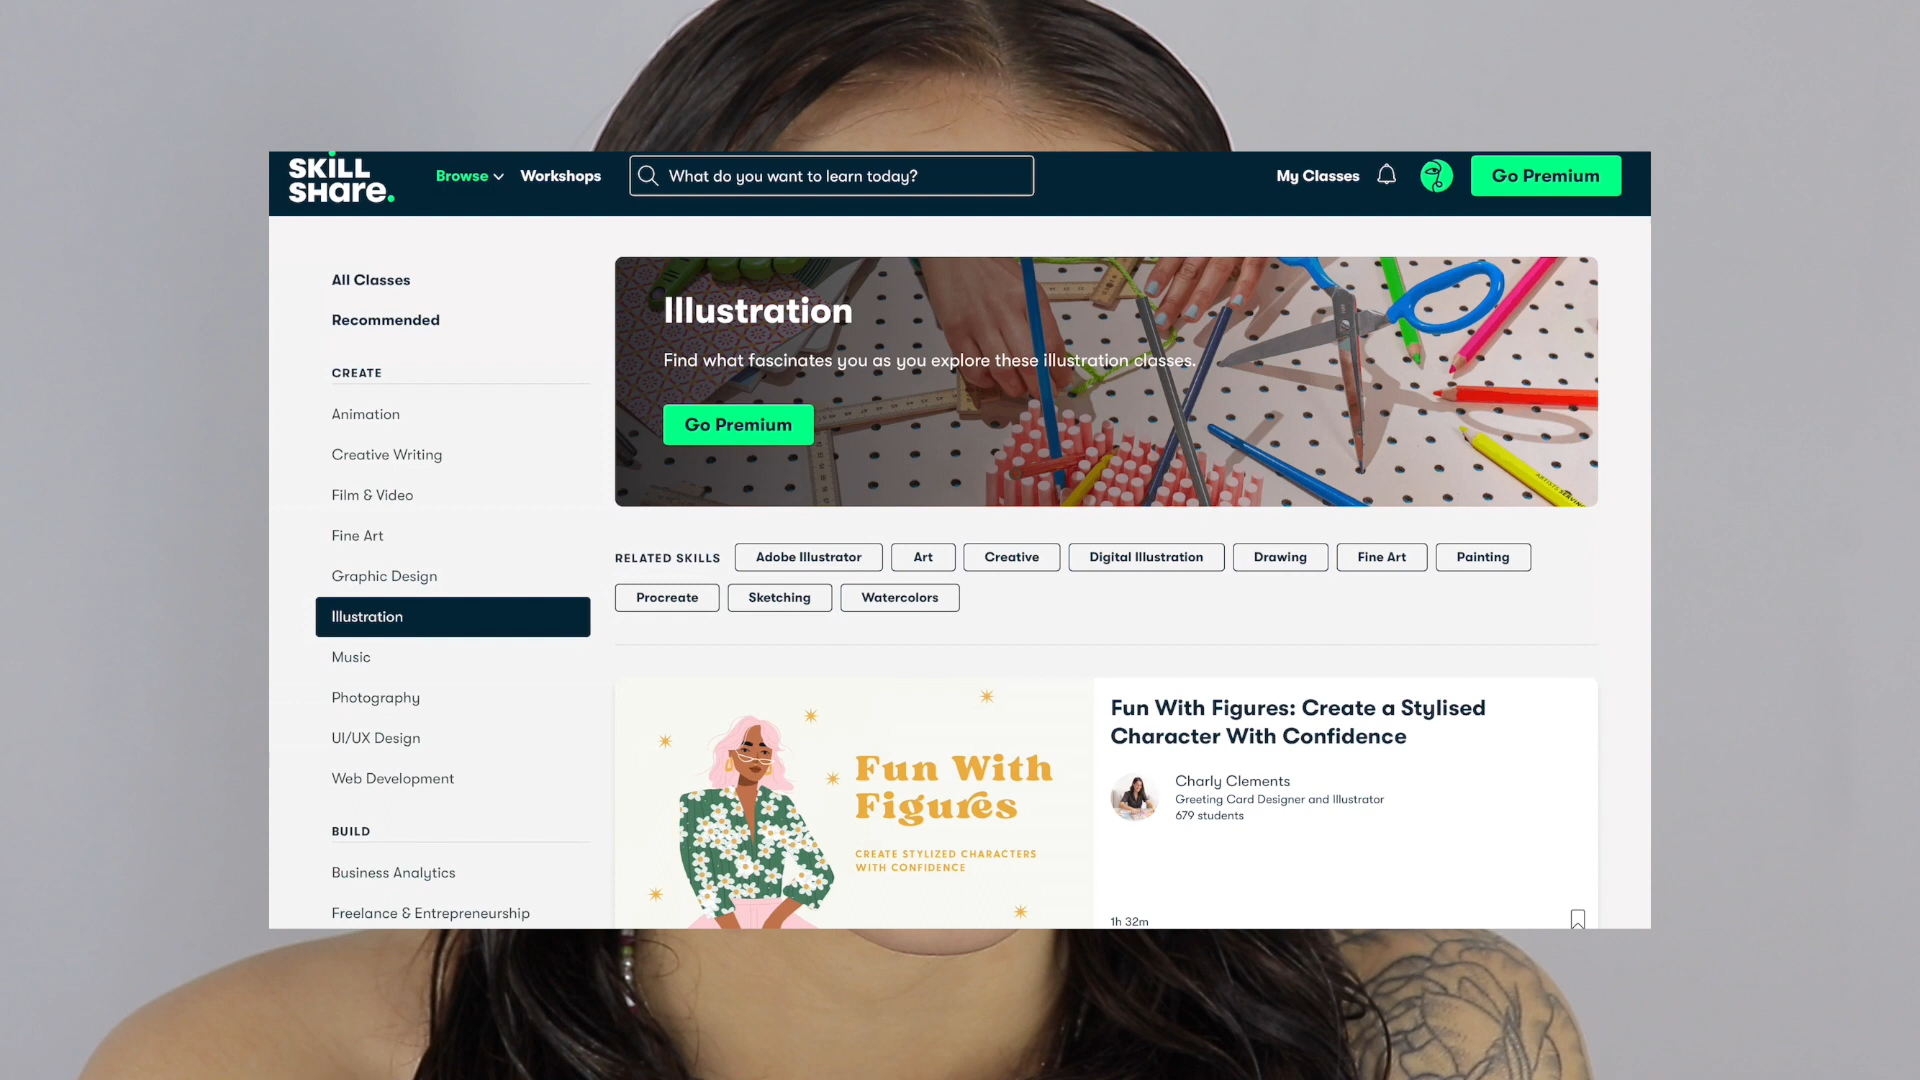 SKILL
SHARE.
Browse
Workshops
What do you want to learn today?
My Classes
Go Premium
All Classes
Recommended
CREATE
Animation
Creative Writing
Film & Video
Fine Art
Graphic Design
Illustration
Music
Photography
UI/UX Design
Web Development
BUILD
Business Analytics
Freelance & Entrepreneurship
Illustration
Find what fascinates you as you explore these illustration classes.
Go Premium
RELATED SKILLS
Adobe Illustrator
Art
Creative
Digital Illustration
Drawing
Fine Art
Painting
Procreate
Sketching
Watercolors
Fun With
Figures
CREATE STYLIZED CHARACTERS
WITH CONFIDENCE
Fun With Figures: Create a Stylised
Character With Confidence
Charly Clements
Greeting Card Designer and Illustrator
679 students
1h 32m